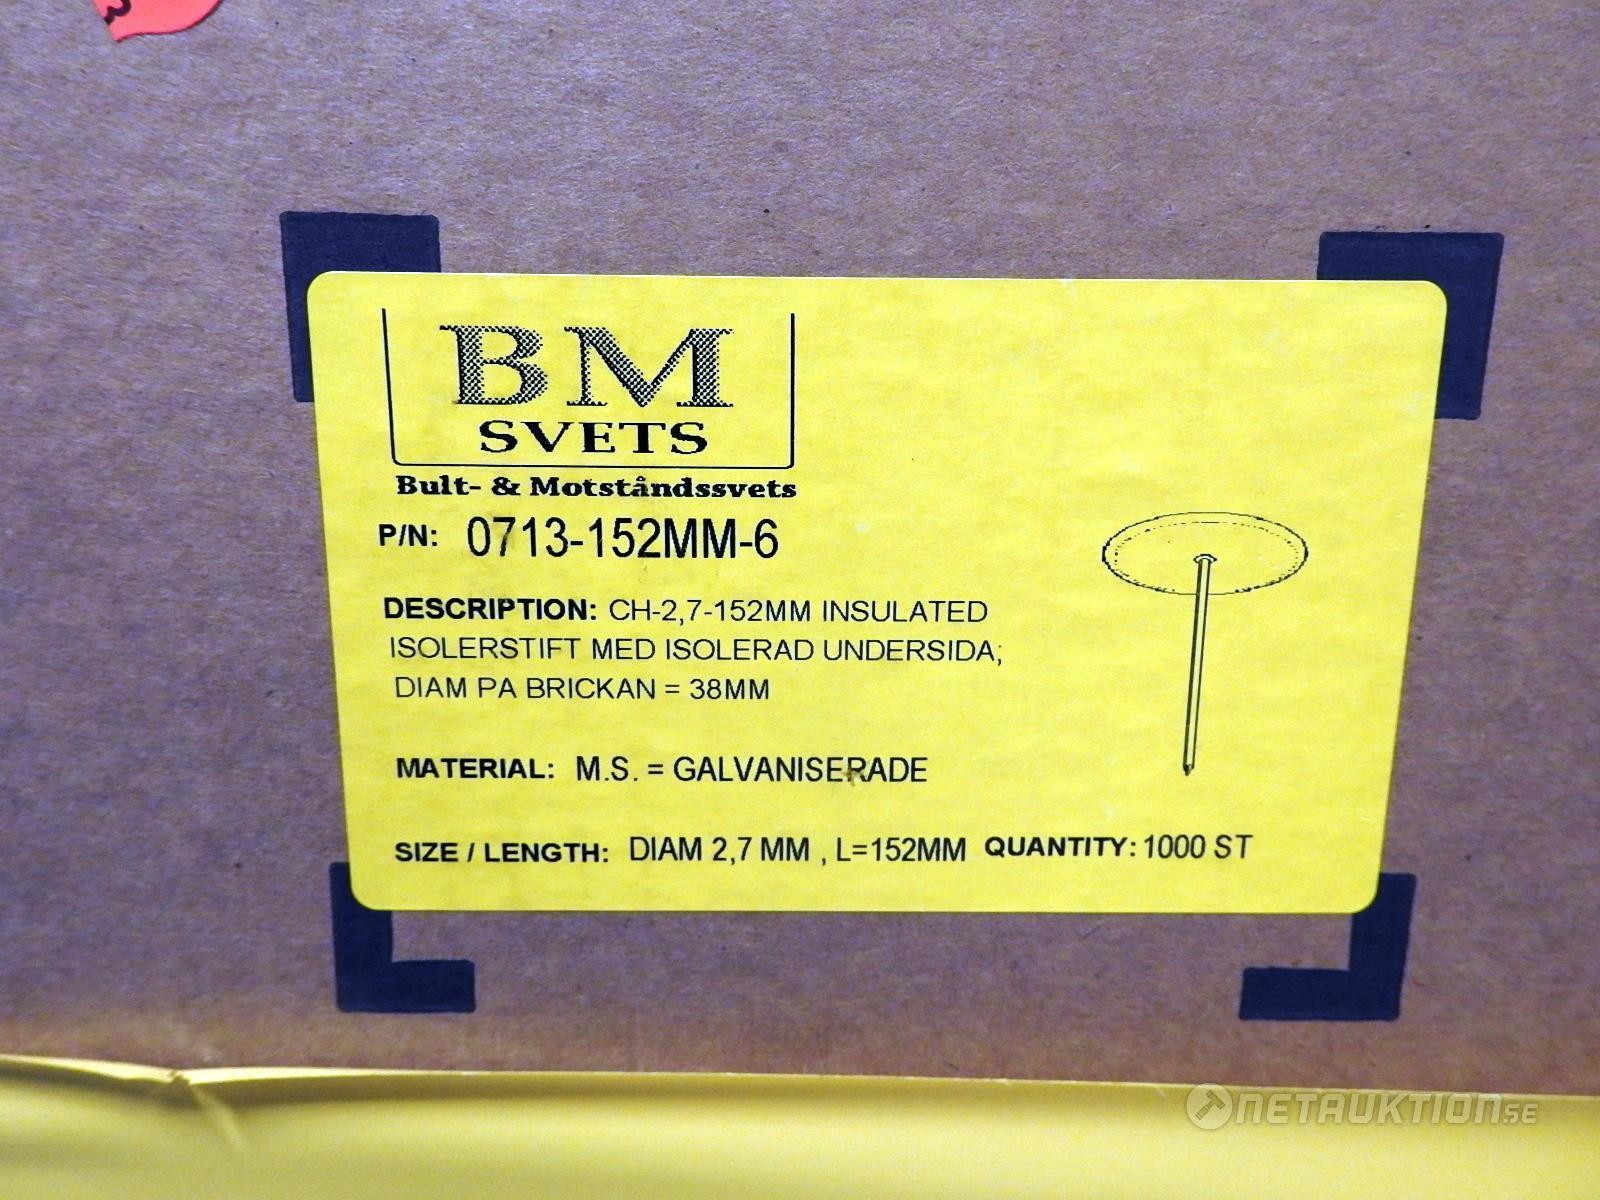 BM
SVETS
Bult- & Motståndssvets
P/N: 0713-152MM-6
DESCRIPTION: CH-2,7-152MM INSULATED
ISOLERSTIFT MED ISOLERAD UNDERSIDA;
DIAM PA BRICKAN = 38MM
MATERIAL: M.S. = GALVANISERADE
SIZE / LENGTH: DIAM 2,7 MM , L=152MM QUANTITY: 1000 ST
NETAUKTION.SE